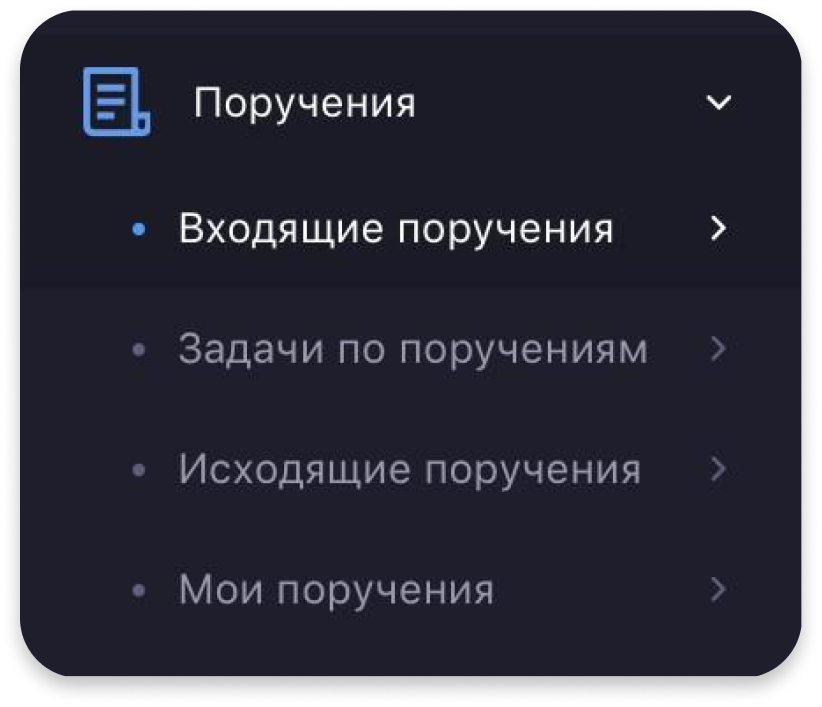 Поручения
Входящие поручения
Задачи по поручениям
Исходящие поручения
Мои поручения